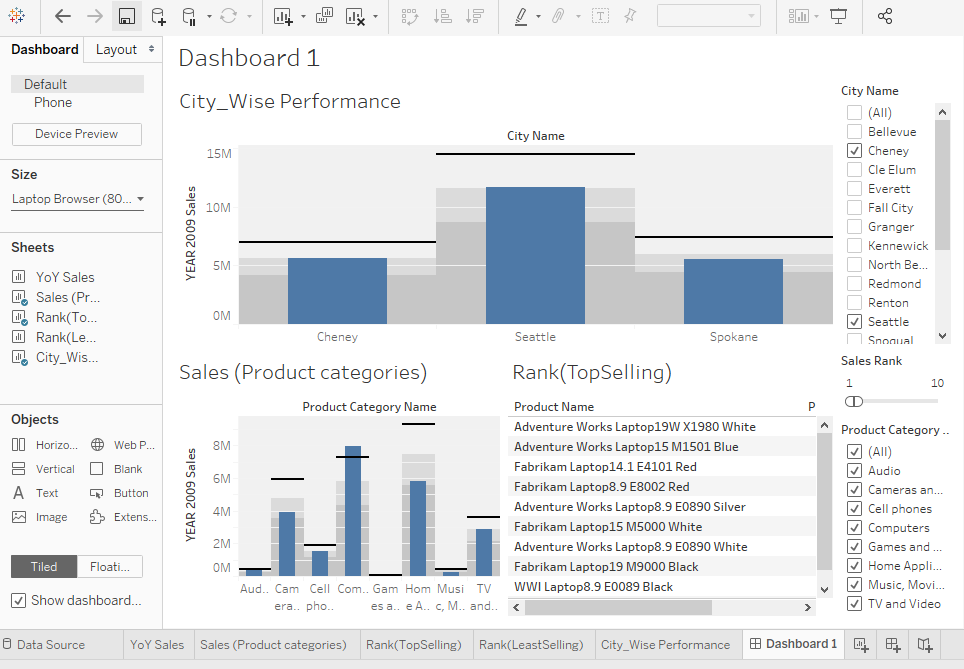 Dashboard
Layout
Default
Phone
Device Preview
Size
Laptop Browser (80...
Sheets
YoY Sales
Sales (Pr...
Rank(To...
Rank(Le...
City_Wis...
Objects
Horizo...
Web P...
Vertical
Blank
Text
Button
Image
Extens...
Tiled
Floati...
Show dashboard...
Dashboard 1
City_Wise Performance
City Name
YEAR 2009 Sales
15M
10M
5M
0M
Cheney
Seattle
Spokane
Sales (Product categories)
Product Category Name
YEAR 2009 Sales
8M
6M
4M
2M
0M
Aud..
Cam era..
Cell pho..
Com..
Gam es a..
Hom e A..
Musi c, M..
TV and..
Rank(TopSelling)
Product Name P
Adventure Works Laptop19W X1980 White
Adventure Works Laptop15 M1501 Blue
Fabrikam Laptop14.1 E4101 Red
Fabrikam Laptop8.9 E8002 Red
Adventure Works Laptop8.9 E0890 Silver
Fabrikam Laptop15 M5000 White
Adventure Works Laptop8.9 E0890 White
Fabrikam Laptop19 M9000 Black
WWI Laptop8.9 E0089 Black
City Name
(All)
Bellevue
Cheney
Cle Elum
Everett
Fall City
Granger
Kennewick
North Be...
Redmond
Renton
Seattle
Snoqual
Sales Rank
1 10
Product Category ..
(All)
Audio
Cameras an...
Cell phones
Computers
Games and ...
Home Appli...
Music, Movi...
TV and Video
Data Source
YoY Sales
Sales (Product categories)
Rank(TopSelling)
Rank(LeastSelling)
City_Wise Performance
Dashboard 1